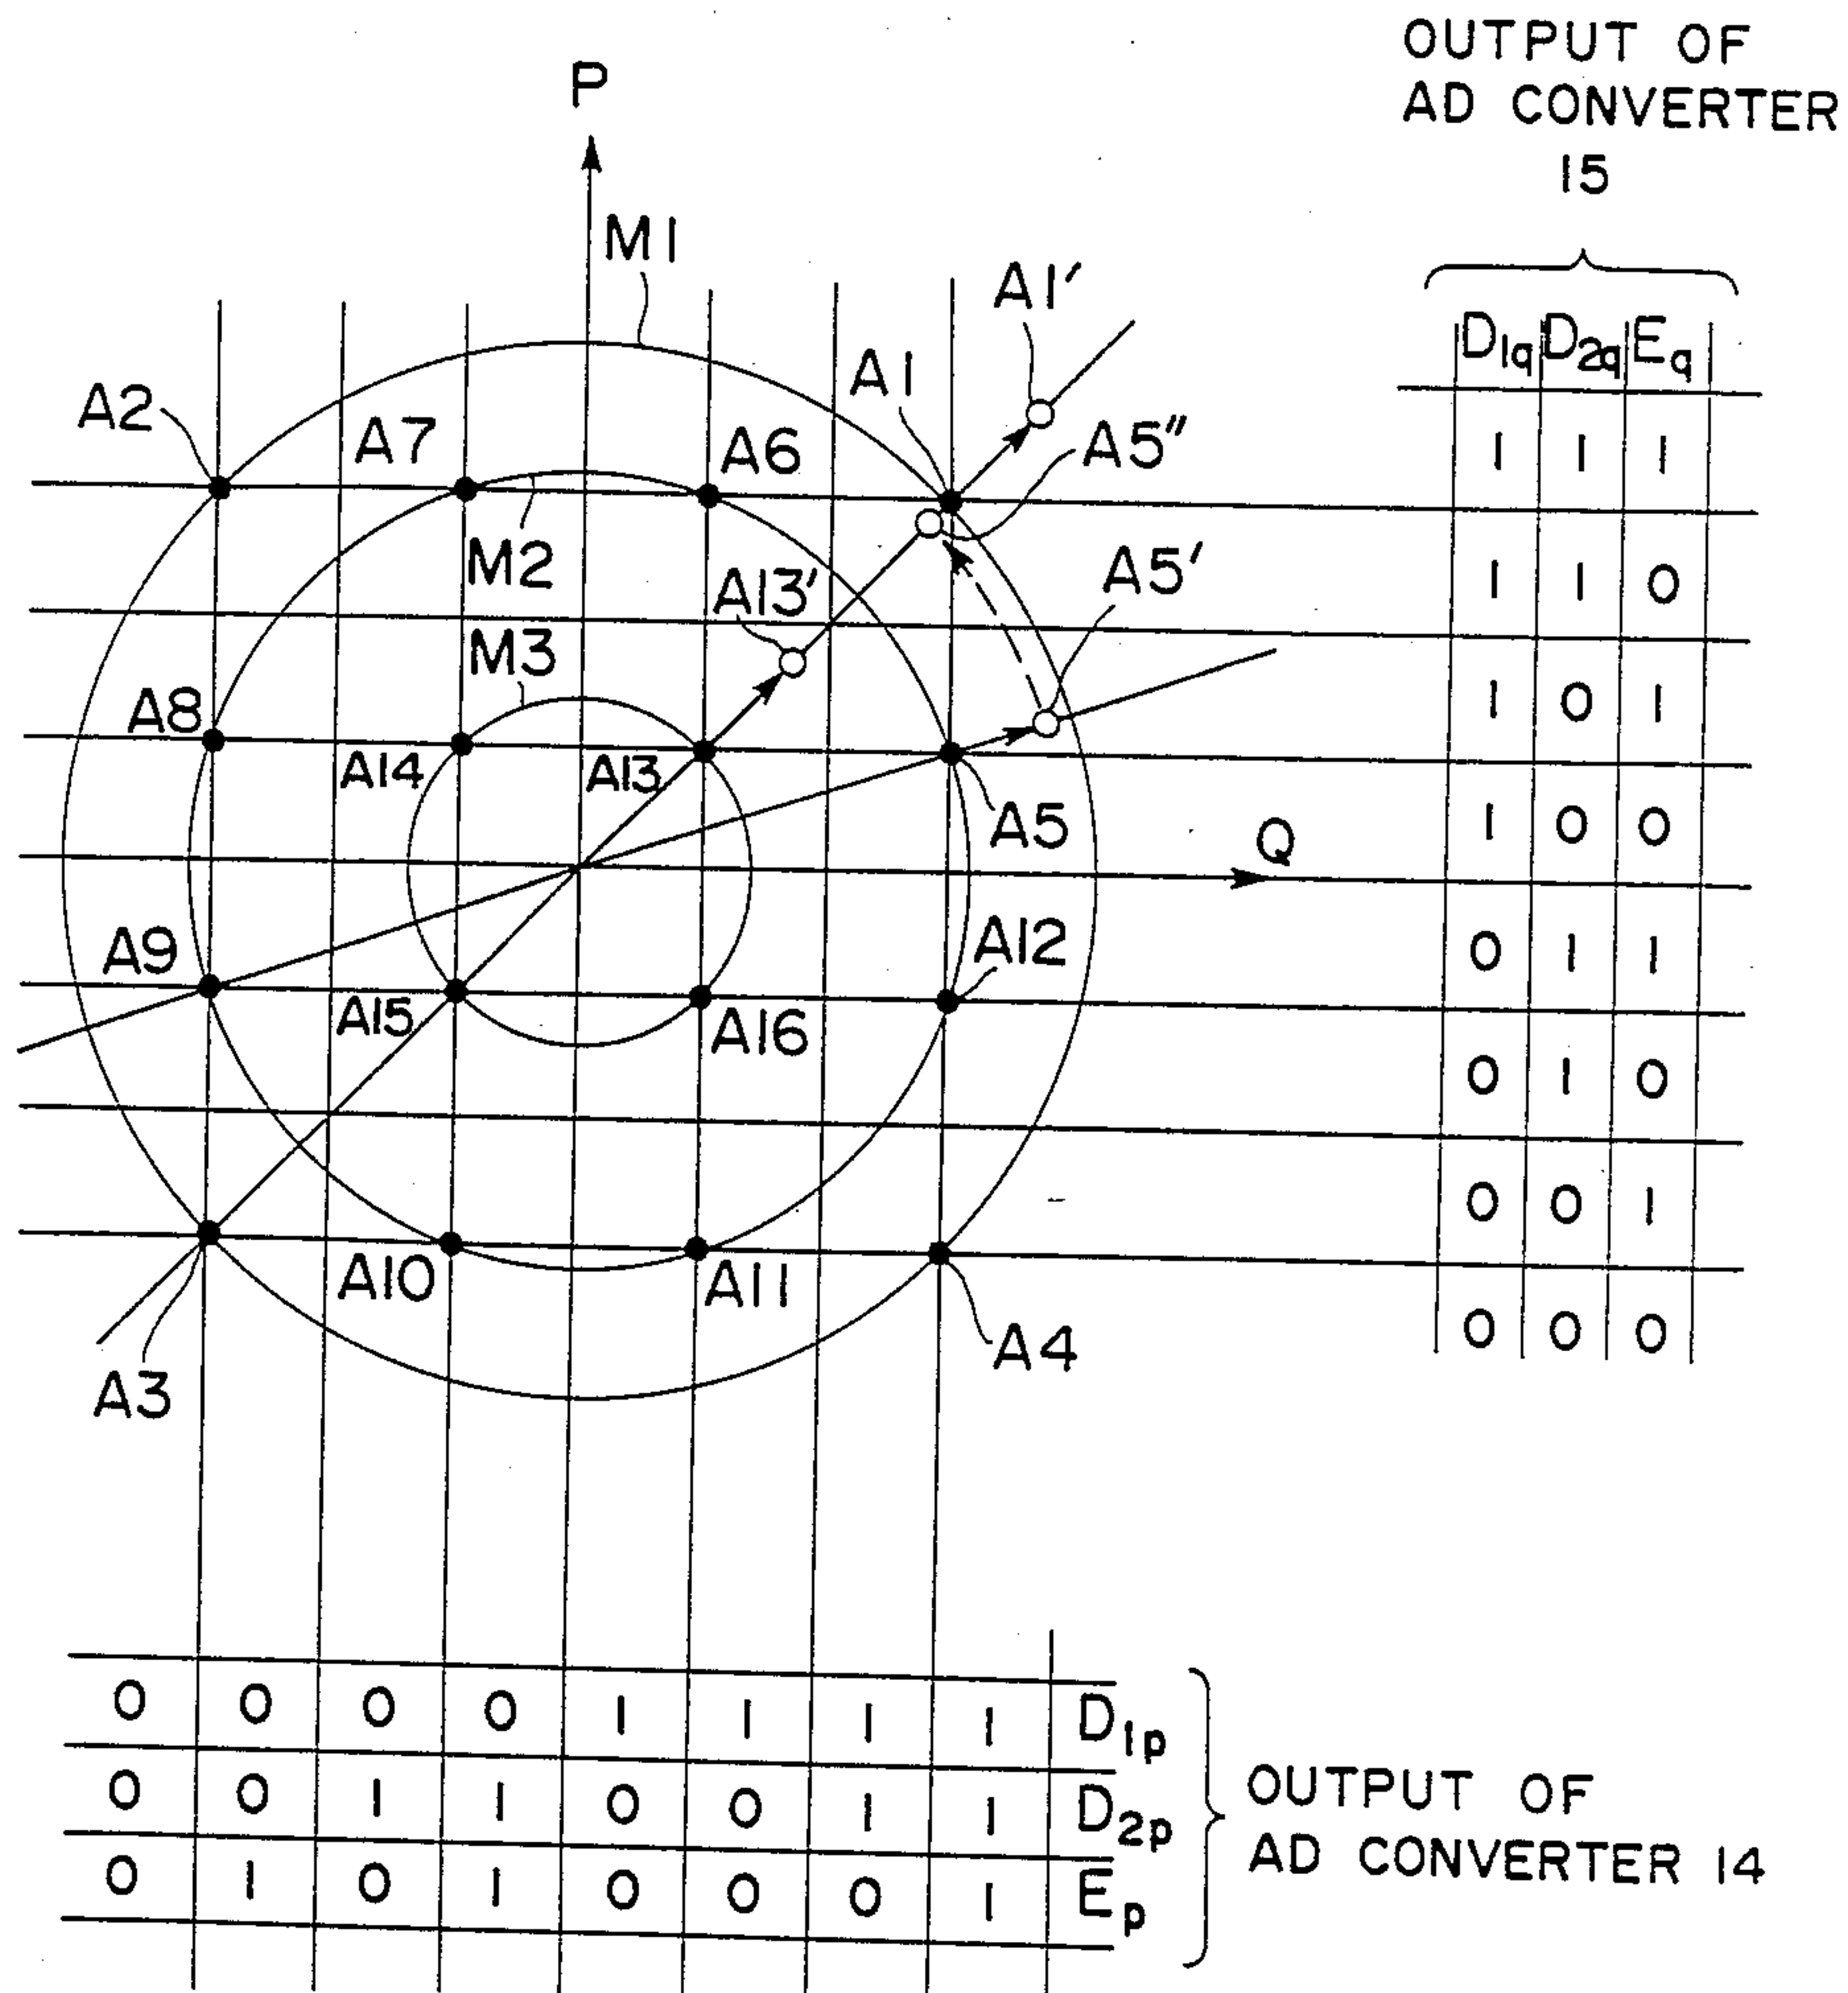 OUTPUT OF
AD CONVERTER
15
P
M1
A1'
D1q D2q Eq
A1
A2
A7
A6
A5"
1 1 1
M2
A13'
A5'
1 1 0
M3
A8
1 0 1
A14
A13
A5
Q
1 0 0
A9
A12
0 1 1
A15
A16
0 1 0
0 0 1
A10
A11
A4
0 0 0
A3
0 0 0 0 1 1 1 1 D1p
0 0 1 1 0 0 1 1 D2p
0 1 0 1 0 0 0 1 Ep
OUTPUT OF
AD CONVERTER 14